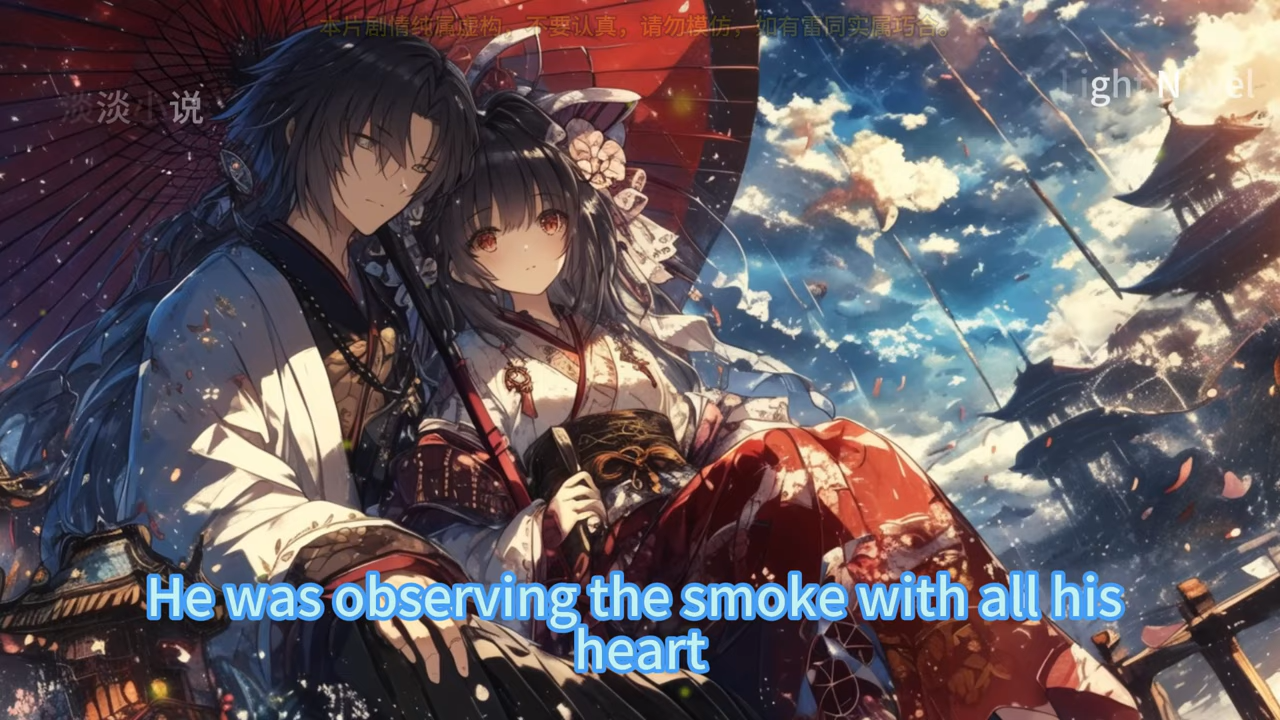 本片剧情纯属虚构，不要认真，请勿模仿，如有雷同实属巧合。
淡淡小说
Light Novel
He was observing the smoke with all his
heart